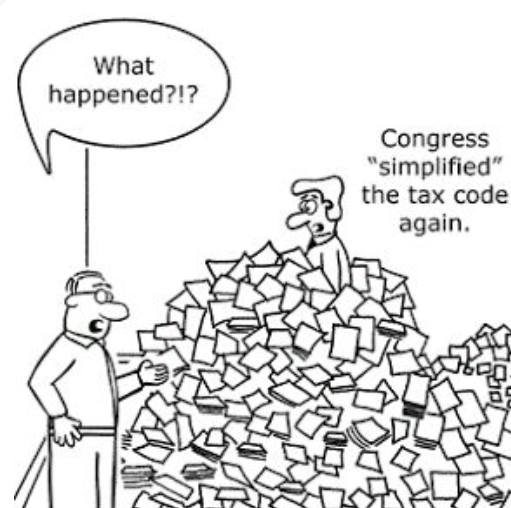 What
happened?!?
Congress
"simplified"
the tax code
again.